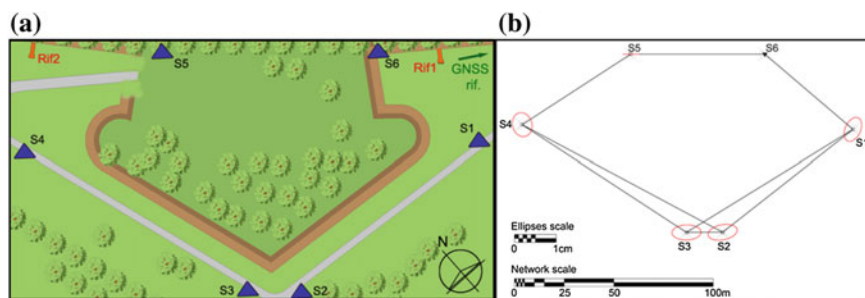 (a)
Rif2
S5
S6
Rif1
GNSS
rif.
S4
S1
N
S3
S2
(b)
S5
S6
S4
S1
S3
S2
Ellipses scale
0 1cm
Network scale
0 25 50 100m